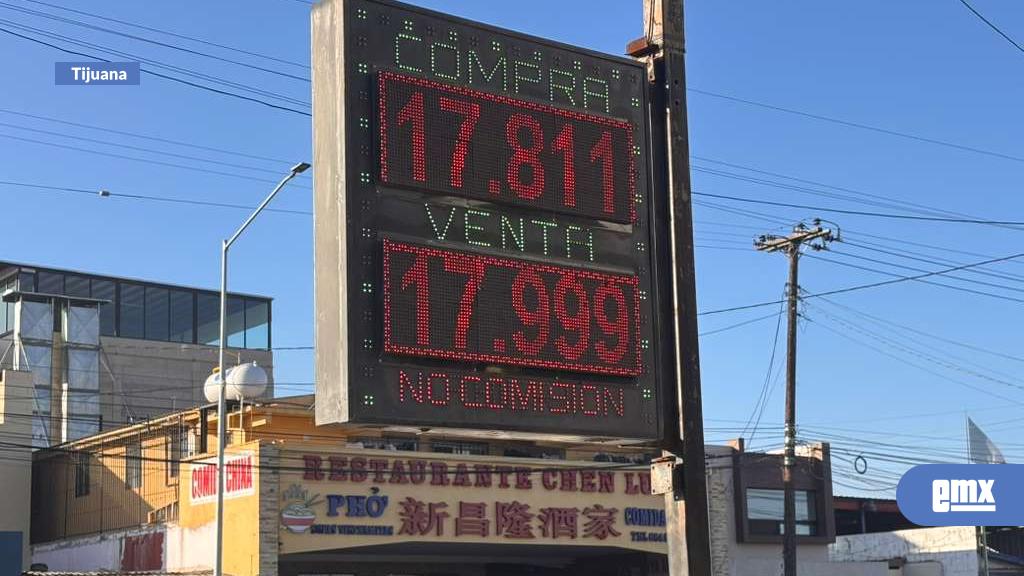 Tijuana
COMPRA
17.811
VENTA
17.999
NO COMISION
RESTAURANTE CHEN LU
COMIDA CHINA
PHỞ
新昌隆酒家
COMIDA
emx